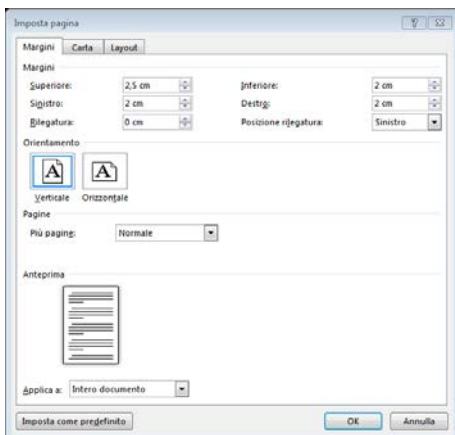 Imposta pagina
Margini Carta Layout
Margini
Superiore: 2,5 cm Inferiore: 2 cm
Sinistro: 2 cm Destro: 2 cm
Rilegatura: 0 cm Posizione rilegatura: Sinistro
Orientamento
A A
Verticale Orizzontale
Pagine
Più pagine: Normale
Anteprima
Applica a: Intero documento
Imposta come predefinito OK Annulla